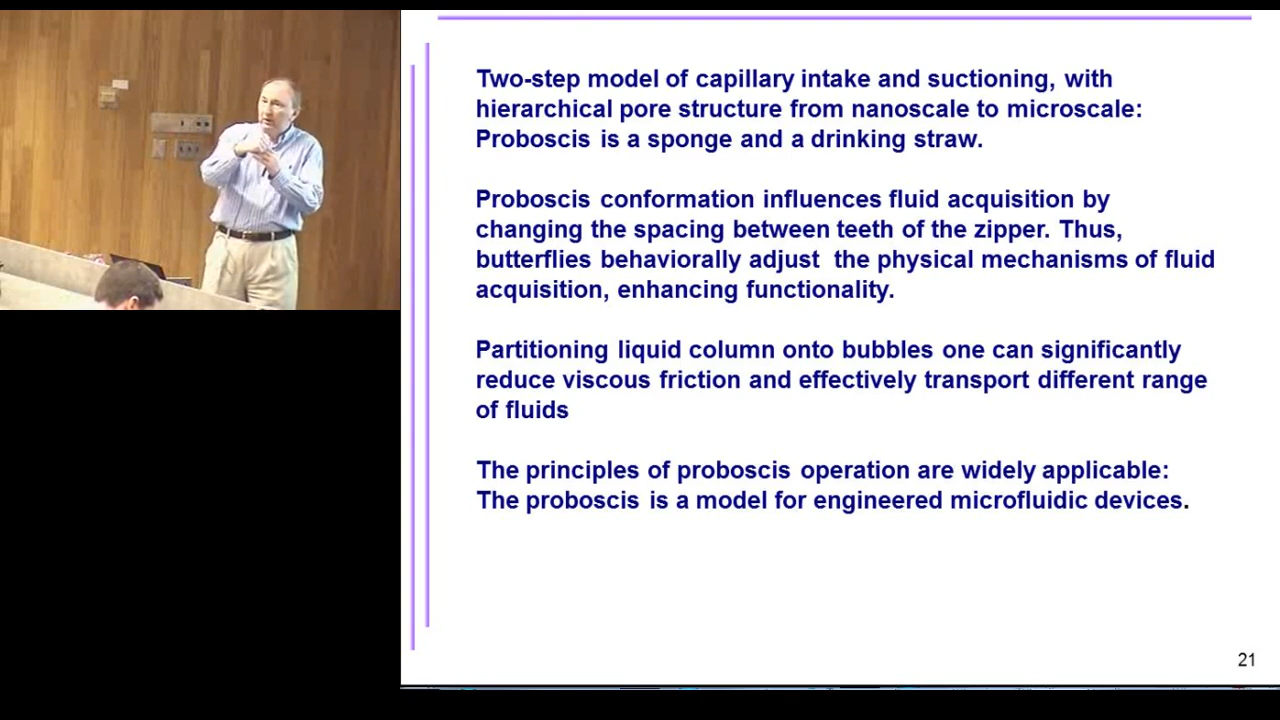 Two-step model of capillary intake and suctioning, with
hierarchical pore structure from nanoscale to microscale:
Proboscis is a sponge and a drinking straw.
Proboscis conformation influences fluid acquisition by
changing the spacing between teeth of the zipper. Thus,
butterflies behaviorally adjust the physical mechanisms of fluid
acquisition, enhancing functionality.
Partitioning liquid column onto bubbles one can significantly
reduce viscous friction and effectively transport different range
of fluids
The principles of proboscis operation are widely applicable:
The proboscis is a model for engineered microfluidic devices.
21